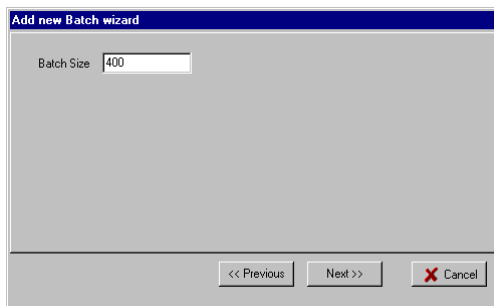 Add new Batch wizard
Batch Size 400
<< Previous Next >> Cancel